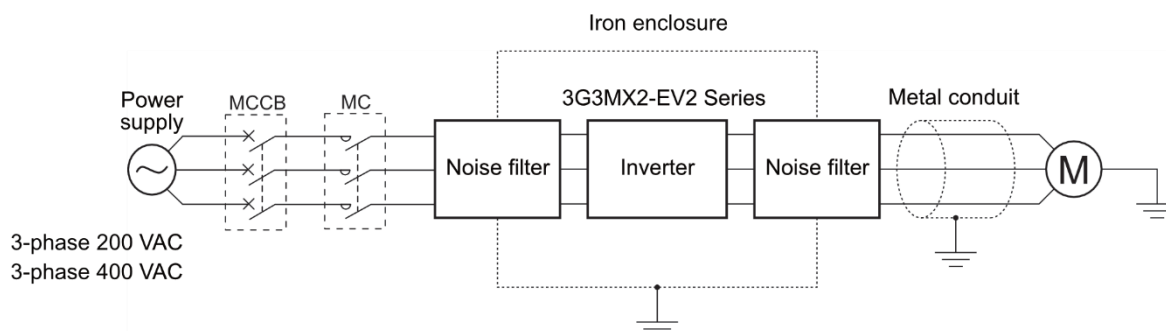 Iron enclosure
Power
supply
MCCB
MC
3G3MX2-EV2 Series
Metal conduit
Noise filter
Inverter
Noise filter
M
3-phase 200 VAC
3-phase 400 VAC